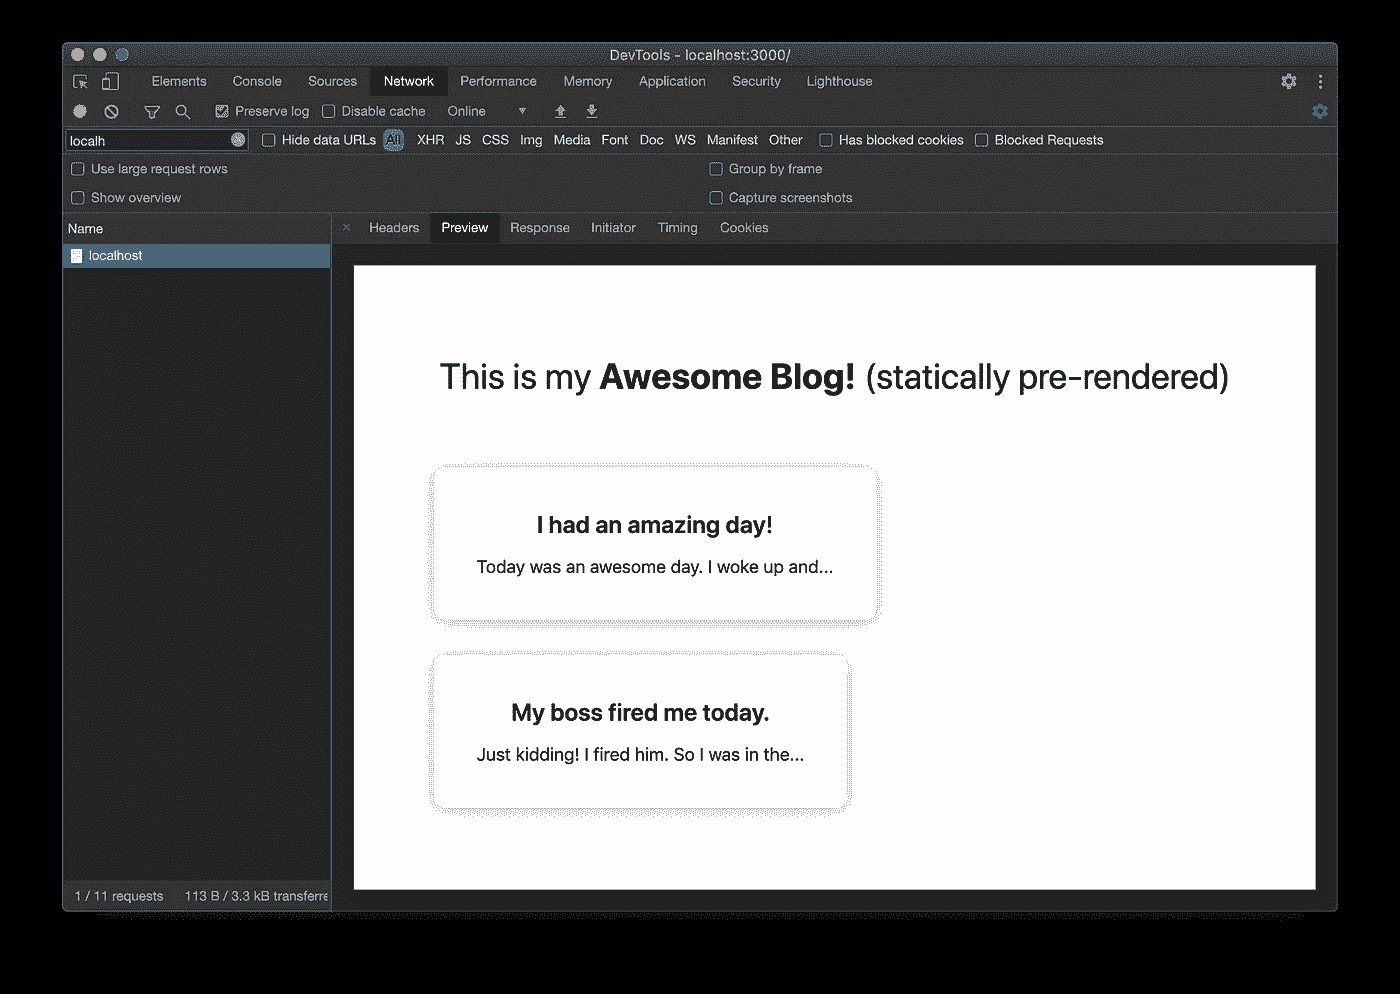 DevTools - localhost:3000/
Elements Console Sources Network Performance Memory Application Security Lighthouse
Preserve log Disable cache Online
localh Hide data URLs All XHR JS CSS Img Media Font Doc WS Manifest Other Has blocked cookies Blocked Requests
Use large request rows Group by frame
Show overview Capture screenshots
Name Headers Preview Response Initiator Timing Cookies
localhost
This is my Awesome Blog! (statically pre-rendered)
I had an amazing day!
Today was an awesome day. I woke up and...
My boss fired me today.
Just kidding! I fired him. So I was in the...
1 / 11 requests 113 B / 3.3 kB transferre